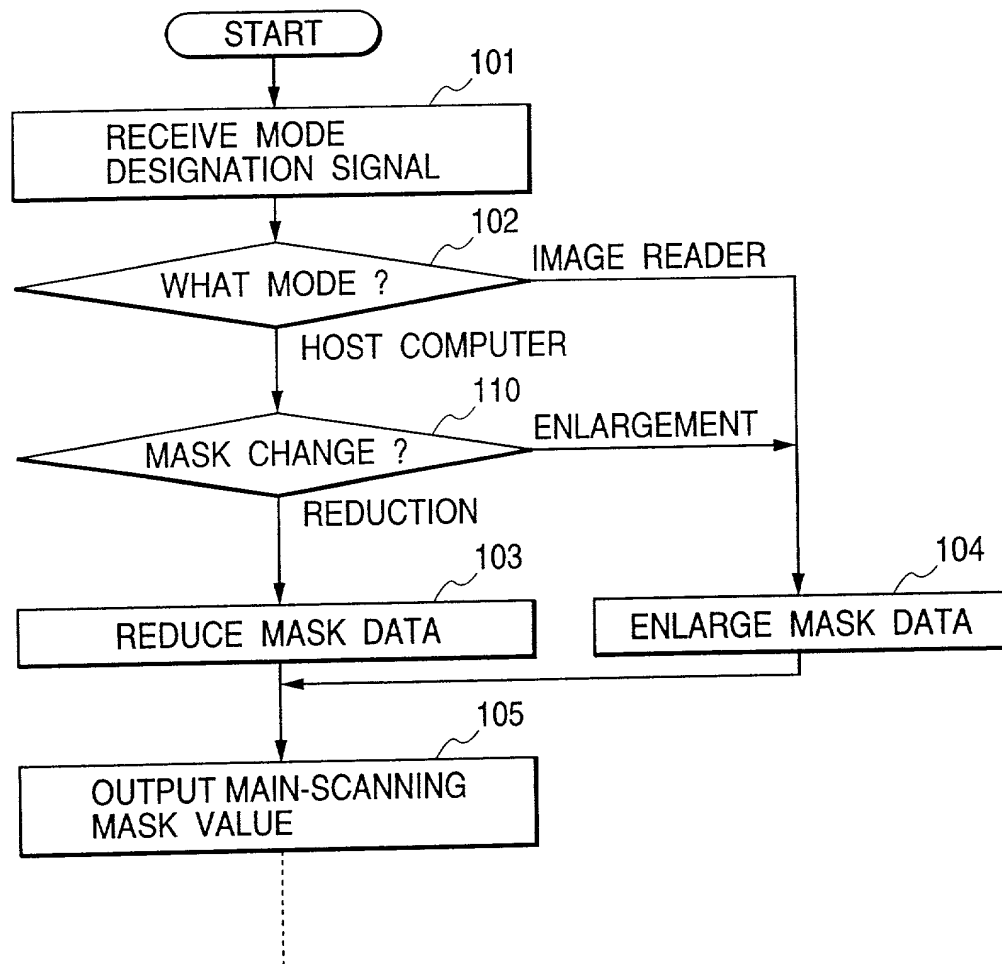 START
101
RECEIVE MODE
DESIGNATION SIGNAL
102
WHAT MODE ?
IMAGE READER
HOST COMPUTER
110
MASK CHANGE ?
ENLARGEMENT
REDUCTION
103
REDUCE MASK DATA
104
ENLARGE MASK DATA
105
OUTPUT MAIN-SCANNING
MASK VALUE